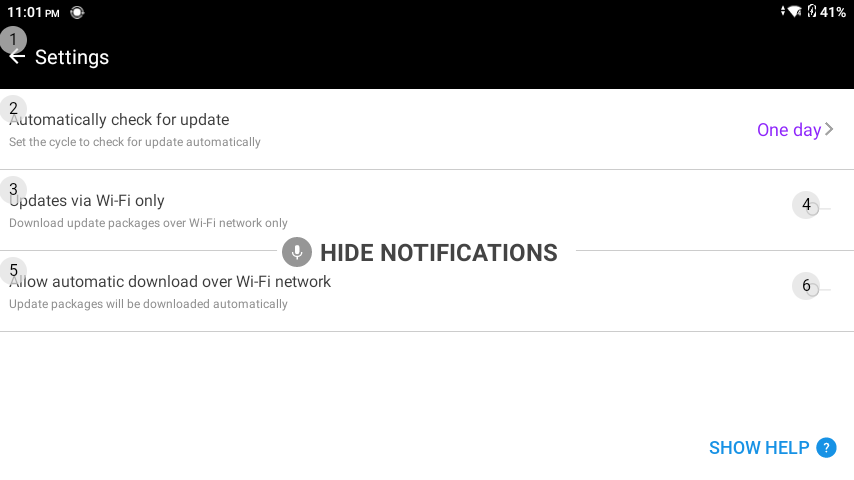 11:01 PM
41%
1
Settings
2
Automatically check for update
Set the cycle to check for update automatically
One day
3
Updates via Wi-Fi only
Download update packages over Wi-Fi network only
4
HIDE NOTIFICATIONS
5
Allow automatic download over Wi-Fi network
Update packages will be downloaded automatically
6
SHOW HELP ?